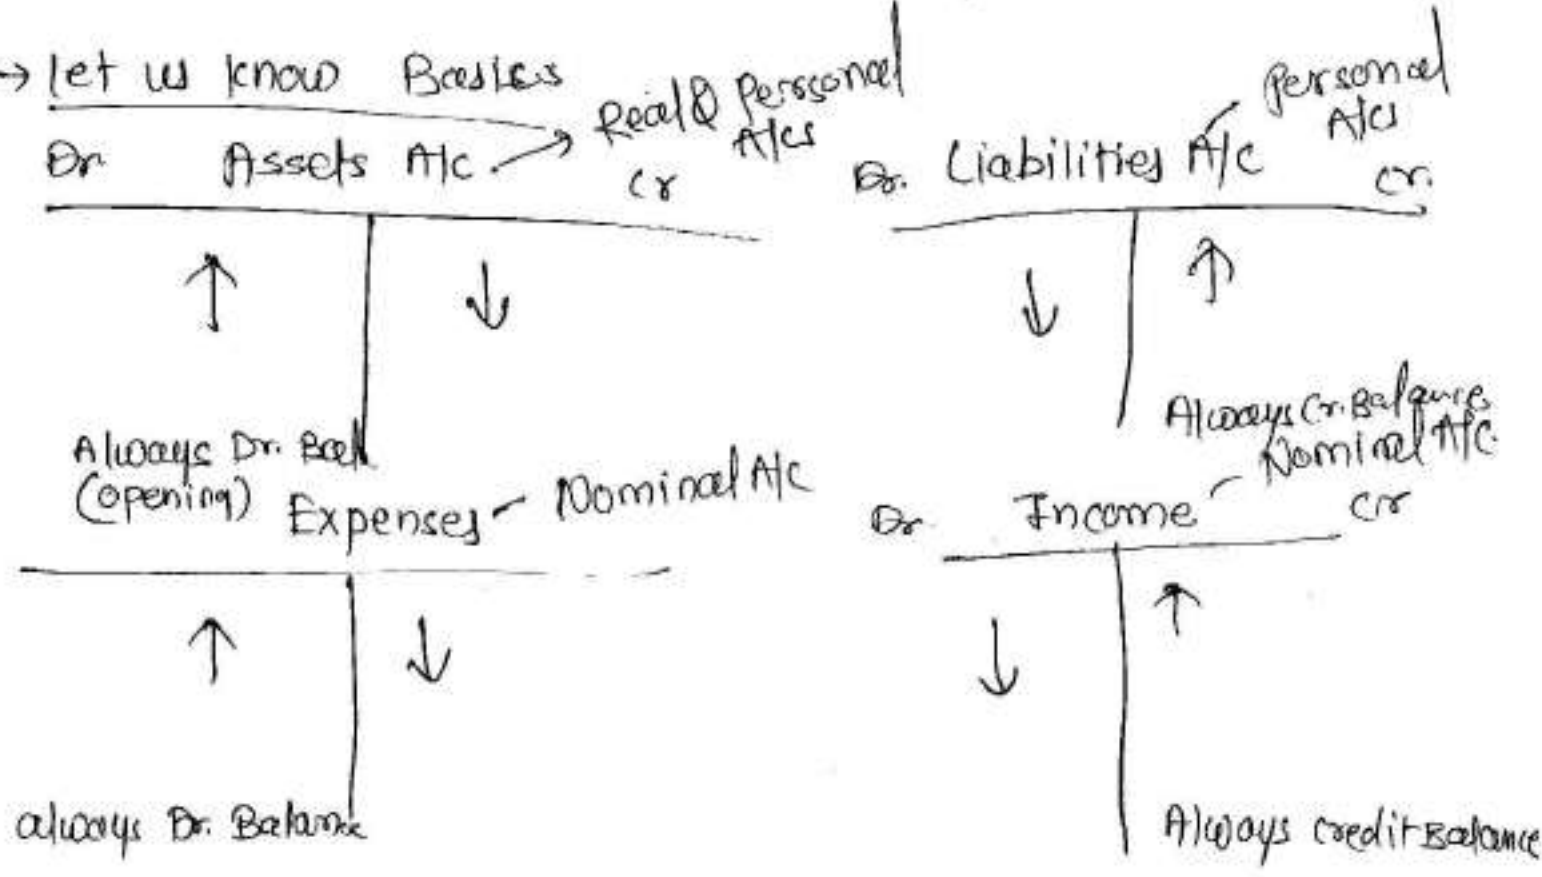 → let us know Basics
Dr Assets A/c → Real & Perssonal A/cs Cr
↑ ↓
Always Dr. Bal
(opening)
Dr. Liabilities A/c - Personal A/cs Cr.
↓ ↑
Always Cr. Balance
Expenses - Nominal A/c
↑ ↓
always Dr. Balance
Dr Income - Nominal A/c. Cr
↓ ↑
Always Credit Balance